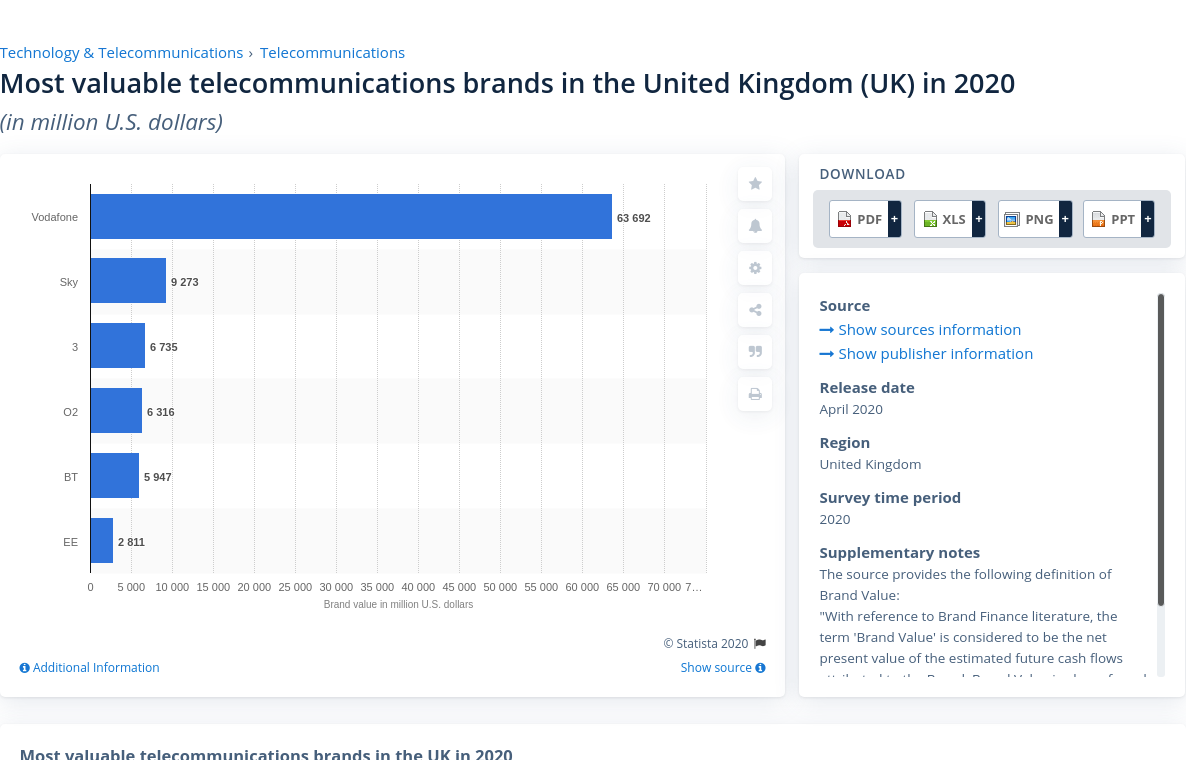 Technology & Telecommunications › Telecommunications
Most valuable telecommunications brands in the United Kingdom (UK) in 2020
(in million U.S. dollars)
Vodafone 63 692
Sky 9 273
3 6 735
O2 6 316
BT 5 947
EE 2 811
0 5 000 10 000 15 000 20 000 25 000 30 000 35 000 40 000 45 000 50 000 55 000 60 000 65 000 70 000 7…
Brand value in million U.S. dollars
© Statista 2020
Additional Information
Show source
DOWNLOAD
PDF + XLS + PNG + PPT +
Source
Show sources information
Show publisher information
Release date
April 2020
Region
United Kingdom
Survey time period
2020
Supplementary notes
The source provides the following definition of
Brand Value:
"With reference to Brand Finance literature, the
term 'Brand Value' is considered to be the net
present value of the estimated future cash flows
Most valuable telecommunications brands in the UK in 2020